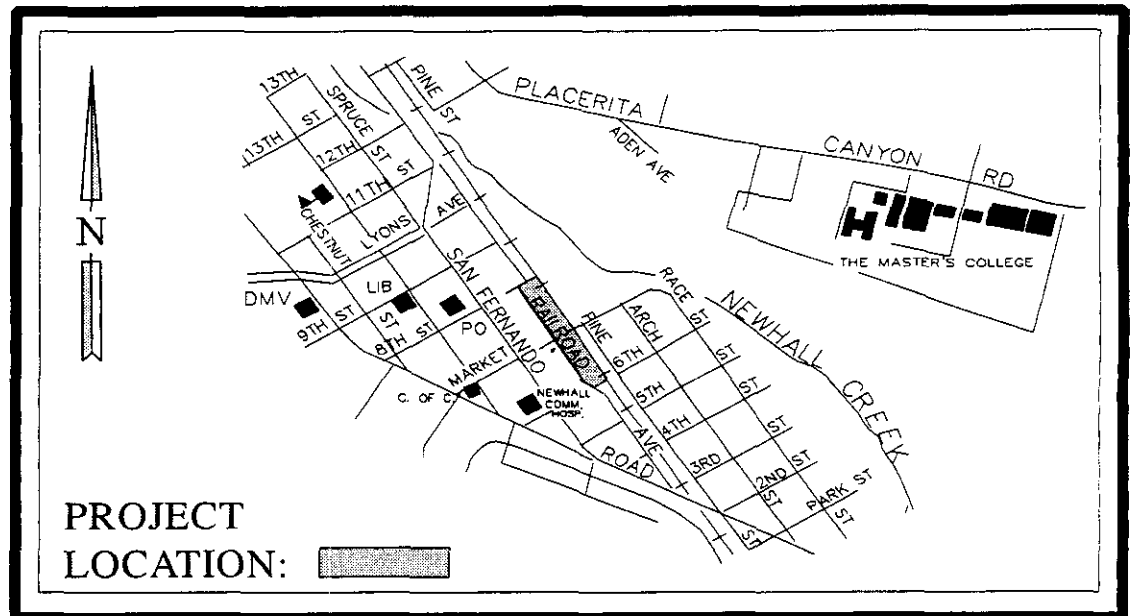 13TH
SPRUCE ST
PINE ST
PLACERITA CANYON RD
13TH ST
12TH
ADEN AVE
11TH ST
CHESTNUT ST
LYONS AVE
N
THE MASTER'S COLLEGE
SAN FERNANDO ROAD
DMV
LIB
RACE ST
NEWHALL CREEK
9TH ST
8TH ST
PO
RAILROAD AVE
PINE ST
ARCH ST
MARKET
6TH ST
C. OF C.
NEWHALL
COMM.
HOSP.
5TH ST
4TH ST
3RD ST
2ND ST
PARK ST
PROJECT
LOCATION: